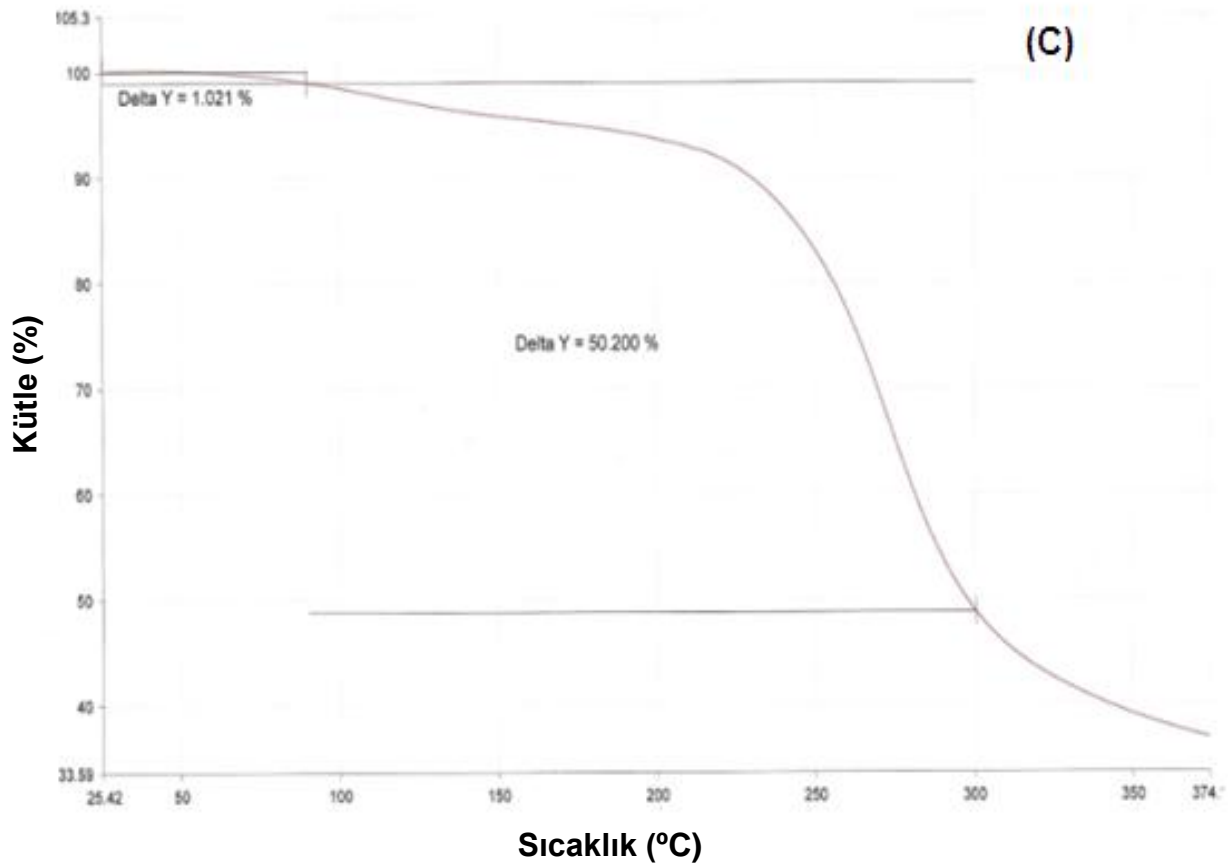 105.3
(C)
100
Delta Y = 1.021 %
90
80
Delta Y = 50.200 %
70
Kütle (%)
60
50
40
33.59
25.42 50 100 150 200 250 300 350 374.
Sıcaklık (ºC)